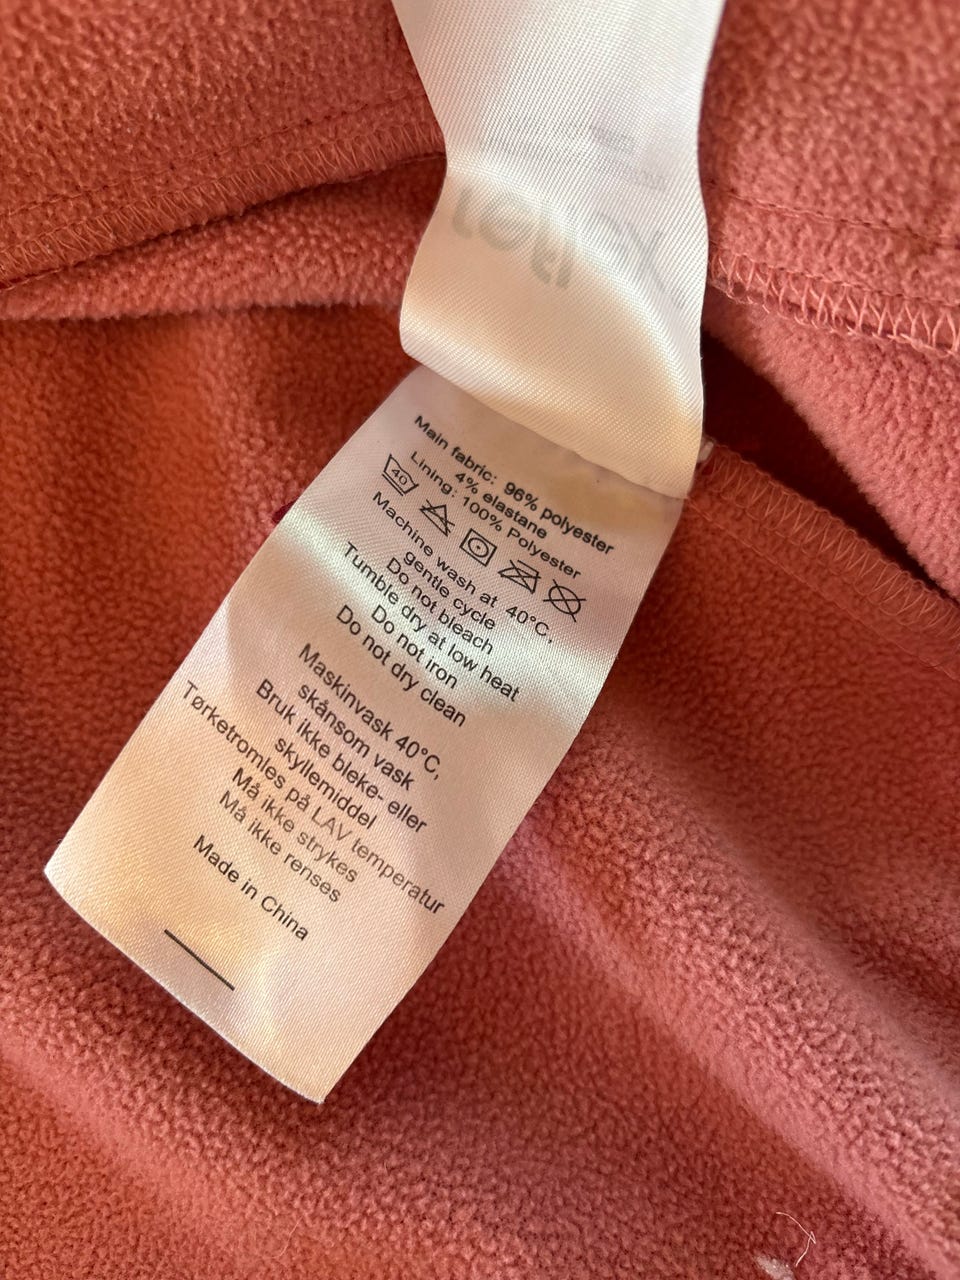 Main fabric: 96% polyester
4% elastane
Lining: 100% Polyester
40
Machine wash at 40°C,
gentle cycle
Do not bleach
Tumble dry at low heat
Do not iron
Do not dry clean
Maskinvask 40°C,
skånsom vask
Bruk ikke bleke- eller
skyllemiddel
Tørketromles på LAV temperatur
Må ikke strykes
Må ikke renses
Made in China